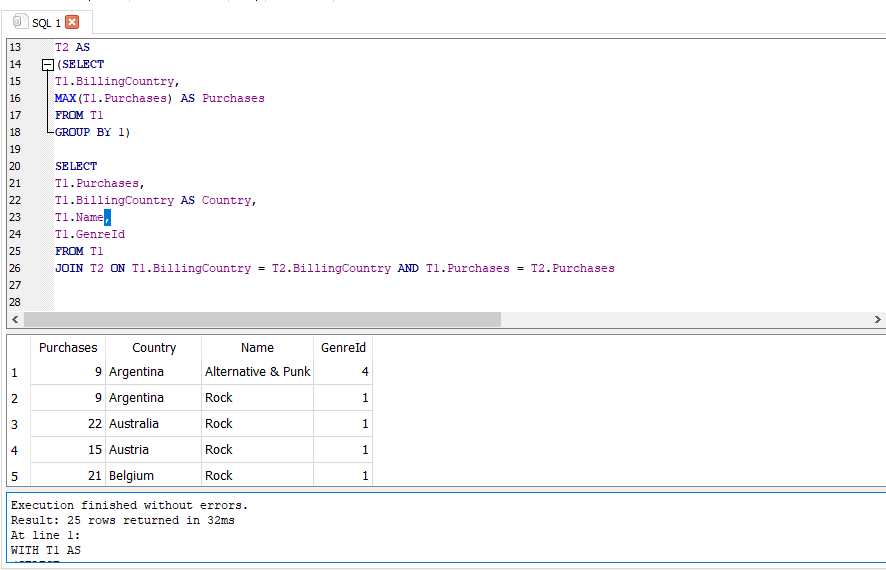 SQL 1
13 T2 AS
14 (SELECT
15 T1.BillingCountry,
16 MAX(T1.Purchases) AS Purchases
17 FROM T1
18 GROUP BY 1)
19
20 SELECT
21 T1.Purchases,
22 T1.BillingCountry AS Country,
23 T1.Name,
24 T1.GenreId
25 FROM T1
26 JOIN T2 ON T1.BillingCountry = T2.BillingCountry AND T1.Purchases = T2.Purchases
27
28
Purchases Country Name GenreId
1 9 Argentina Alternative & Punk 4
2 9 Argentina Rock 1
3 22 Australia Rock 1
4 15 Austria Rock 1
5 21 Belgium Rock 1
Execution finished without errors.
Result: 25 rows returned in 32ms
At line 1:
WITH T1 AS